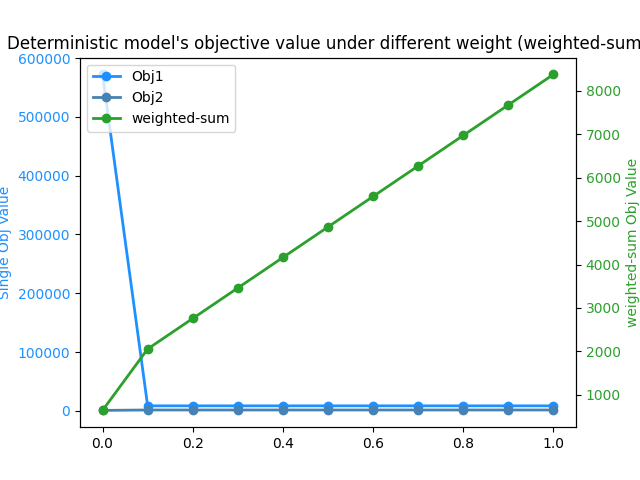 Deterministic model's objective value under different weight (weighted-sum
600000
500000
400000
300000
200000
100000
0
Single Obj Value
Obj1
Obj2
weighted-sum
8000
7000
6000
5000
4000
3000
2000
1000
weighted-sum Obj Value
0.0 0.2 0.4 0.6 0.8 1.0